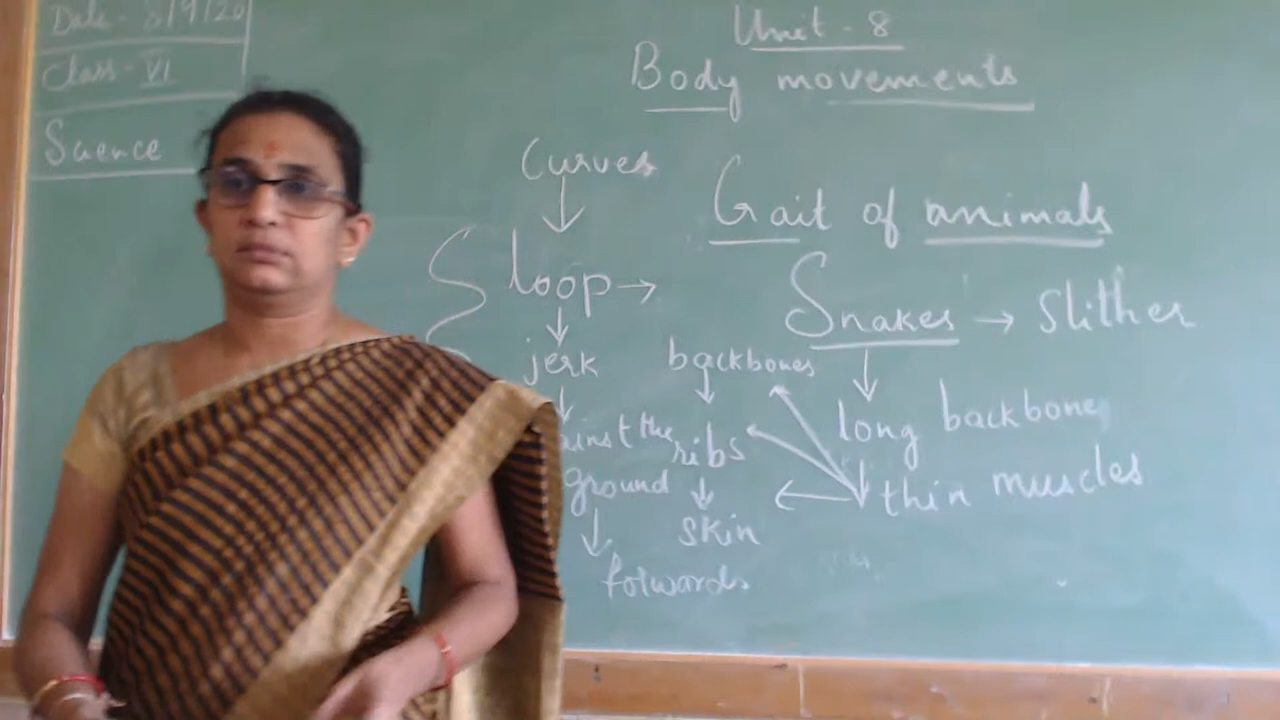 Date - 8/9/20
Class - VI
Science
Unit - 8
Body movements
Gait of animals
Snakes → Slither
long backbone
thin muscles
backbones
ribs
skin
Curves
loop →
jerk
the
ground
forwards